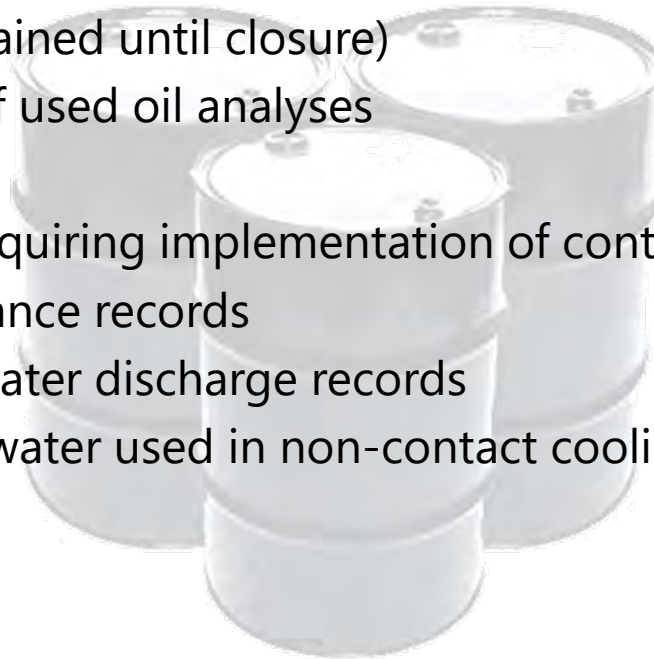 ained until closure)
f used oil analyses
quiring implementation of cont
ance records
ater discharge records
water used in non-contact cooli